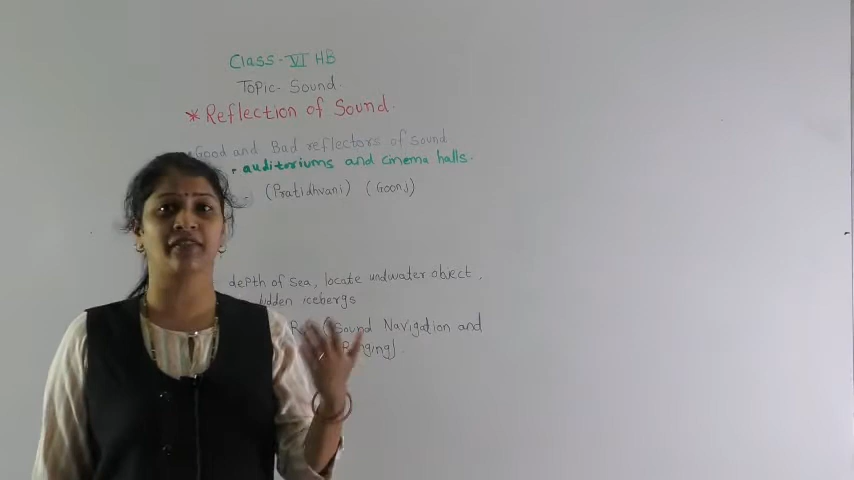 Class - VI HB
Topic - Sound.
* Reflection of Sound.
Good and Bad reflectors of sound.
auditoriums and cinema halls.
(Pratidhvani) (Goonj)
depth of Sea, locate undwater object.
hidden icebergs
(Sound Navigation and
Ranging).